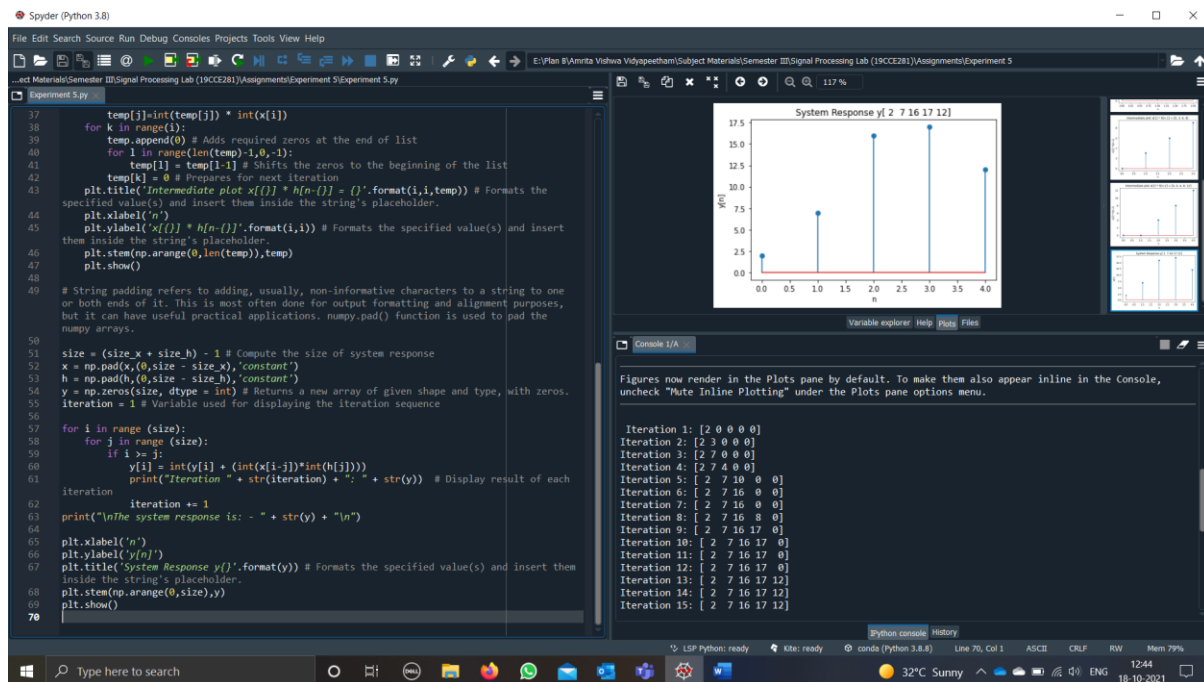 Spyder (Python 3.8)
File Edit Search Source Run Debug Consoles Projects Tools View Help
E:\Plan B\Amrita Vishwa Vidyapeetham\Subject Materials\Semester III\Signal Processing Lab (19CCE281)\Assignments\Experiment 5
...ect Materials\Semester III\Signal Processing Lab (19CCE281)\Assignments\Experiment 5\Experiment 5.py
Experiment 5.py
37 temp[j]=int(temp[j]) * int(x[i])
38 for k in range(i):
39 temp.append(0) # Adds required zeros at the end of list
40 for l in range(len(temp)-1,0,-1):
41 temp[l] = temp[l-1] # Shifts the zeros to the beginning of the list
42 temp[k] = 0 # Prepares for next iteration
43 plt.title('Intermediate plot x[{}] * h[n-{}] = {}'.format(i,i,temp)) # Formats the
specified value(s) and insert them inside the string's placeholder.
44 plt.xlabel('n')
45 plt.ylabel('x[{}] * h[n-{}]'.format(i,i)) # Formats the specified value(s) and insert
them inside the string's placeholder.
46 plt.stem(np.arange(0,len(temp)),temp)
47 plt.show()
48
49 # String padding refers to adding, usually, non-informative characters to a string to one
or both ends of it. This is most often done for output formatting and alignment purposes,
but it can have useful practical applications. numpy.pad() function is used to pad the
numpy arrays.
50
51 size = (size_x + size_h) - 1 # Compute the size of system response
52 x = np.pad(x,(0,size - size_x),'constant')
53 h = np.pad(h,(0,size - size_h),'constant')
54 y = np.zeros(size, dtype = int) # Returns a new array of given shape and type, with zeros.
55 iteration = 1 # Variable used for displaying the iteration sequence
56
57 for i in range (size):
58 for j in range (size):
59 if i >= j:
60 y[i] = int(y[i] + (int(x[i-j])*int(h[j])))
61 print("Iteration " + str(iteration) + ": " + str(y)) # Display result of each
iteration
62 iteration += 1
63 print("\nThe system response is: - " + str(y) + "\n")
64
65 plt.xlabel('n')
66 plt.ylabel('y[n]')
67 plt.title('System Response y{}'.format(y)) # Formats the specified value(s) and insert them
inside the string's placeholder.
68 plt.stem(np.arange(0,size),y)
69 plt.show()
70
117 %
System Response y[ 2 7 16 17 12]
17.5
15.0
12.5
10.0
7.5
5.0
2.5
0.0
y[n]
0.0 0.5 1.0 1.5 2.0 2.5 3.0 3.5 4.0
n
Variable explorer Help Plots Files
Console 1/A
Figures now render in the Plots pane by default. To make them also appear inline in the Console,
uncheck "Mute Inline Plotting" under the Plots pane options menu.
Iteration 1: [2 0 0 0 0]
Iteration 2: [2 3 0 0 0]
Iteration 3: [2 7 0 0 0]
Iteration 4: [2 7 4 0 0]
Iteration 5: [ 2 7 10 0 0]
Iteration 6: [ 2 7 16 0 0]
Iteration 7: [ 2 7 16 0 0]
Iteration 8: [ 2 7 16 8 0]
Iteration 9: [ 2 7 16 17 0]
Iteration 10: [ 2 7 16 17 0]
Iteration 11: [ 2 7 16 17 0]
Iteration 12: [ 2 7 16 17 0]
Iteration 13: [ 2 7 16 17 12]
Iteration 14: [ 2 7 16 17 12]
Iteration 15: [ 2 7 16 17 12]
IPython console History
LSP Python: ready Kite: ready conda (Python 3.8.8) Line 70, Col 1 ASCII CRLF RW Mem 79%
Type here to search
DELL
32°C Sunny
ENG
12:44
18-10-2021